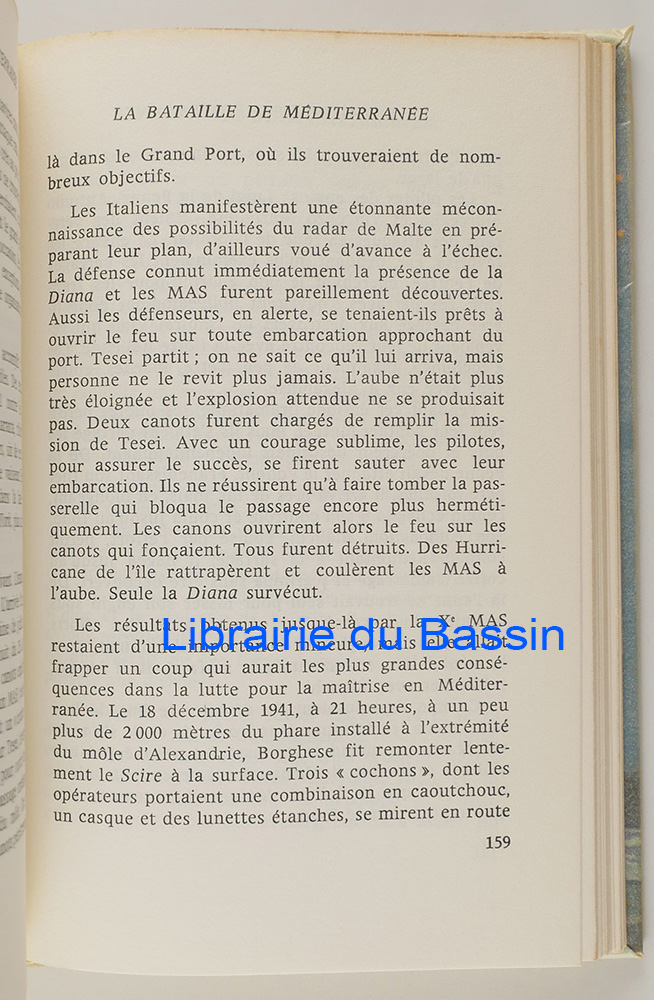 LA BATAILLE DE MÉDITERRANÉE
là dans le Grand Port, où ils trouveraient de nom-
breux objectifs.
Les Italiens manifestèrent une étonnante mécon-
naissance des possibilités du radar de Malte en pré-
parant leur plan, d'ailleurs voué d'avance à l'échec.
La défense connut immédiatement la présence de la
Diana et les MAS furent pareillement découvertes.
Aussi les défenseurs, en alerte, se tenaient-ils prêts à
ouvrir le feu sur toute embarcation approchant du
port. Tesei partit ; on ne sait ce qu'il lui arriva, mais
personne ne le revit plus jamais. L'aube n'était plus
très éloignée et l'explosion attendue ne se produisait
pas. Deux canots furent chargés de remplir la mis-
sion de Tesei. Avec un courage sublime, les pilotes,
pour assurer le succès, se firent sauter avec leur
embarcation. Ils ne réussirent qu'à faire tomber la pas-
serelle qui bloqua le passage encore plus herméti-
quement. Les canons ouvrirent alors le feu sur les
canots qui fonçaient. Tous furent détruits. Des Hurri-
cane de l'île rattrapèrent et coulèrent les MAS à
l'aube. Seule la Diana survécut.
Les résultats obtenus jusque-là par la Xe MAS
Librairie du Bassin
restaient d'une importance mineure, mais elle allait
frapper un coup qui aurait les plus grandes consé-
quences dans la lutte pour la maîtrise en Méditer-
ranée. Le 18 décembre 1941, à 21 heures, à un peu
plus de 2 000 mètres du phare installé à l'extrémité
du môle d'Alexandrie, Borghese fit remonter lente-
ment le Scire à la surface. Trois « cochons », dont les
opérateurs portaient une combinaison en caoutchouc,
un casque et des lunettes étanches, se mirent en route
159